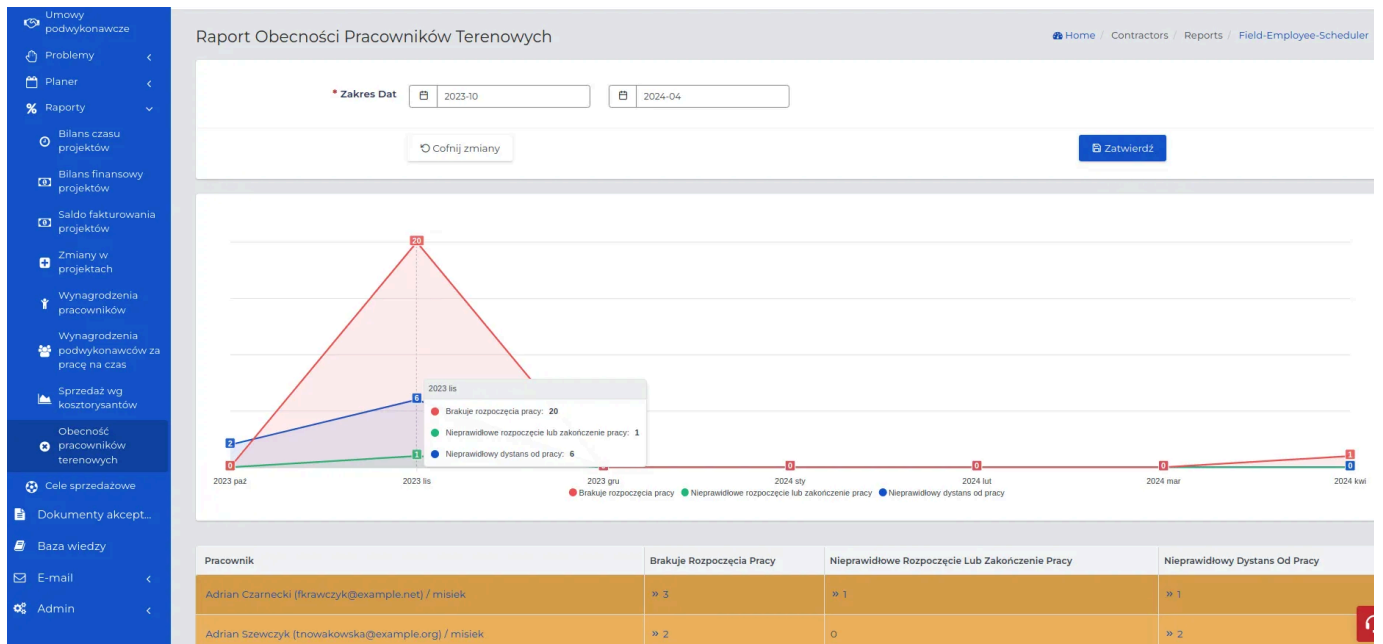 Umowy
podwykonawcze
Problemy
Planer
Raporty
Bilans czasu
projektów
Bilans finansowy
projektów
Saldo fakturowania
projektów
Zmiany w
projektach
Wynagrodzenia
pracowników
Wynagrodzenia
podwykonawców za
pracę na czas
Sprzedaż wg
kosztorysantów
Obecność
pracowników
terenowych
Cele sprzedażowe
Dokumenty akcept...
Baza wiedzy
E-mail
Admin
Raport Obecności Pracowników Terenowych
Home / Contractors / Reports / Field-Employee-Scheduler
* Zakres Dat 2023-10 2024-04
Cofnij zmiany Zatwierdź
20
2023 lis
Brakuje rozpoczęcia pracy: 20
Nieprawidłowe rozpoczęcie lub zakończenie pracy: 1
Nieprawidłowy dystans od pracy: 6
6
2
1
1
0 0 0 0 0
2023 paź 2023 lis 2023 gru 2024 sty 2024 lut 2024 mar 2024 kwi
Brakuje rozpoczęcia pracy Nieprawidłowe rozpoczęcie lub zakończenie pracy Nieprawidłowy dystans od pracy
Pracownik Brakuje Rozpoczęcia Pracy Nieprawidłowe Rozpoczęcie Lub Zakończenie Pracy Nieprawidłowy Dystans Od Pracy
Adrian Czarnecki (fkrawczyk@example.net) / misiek » 3 » 1 » 1
Adrian Szewczyk (tnowakowska@example.org) / misiek » 2 0 » 2